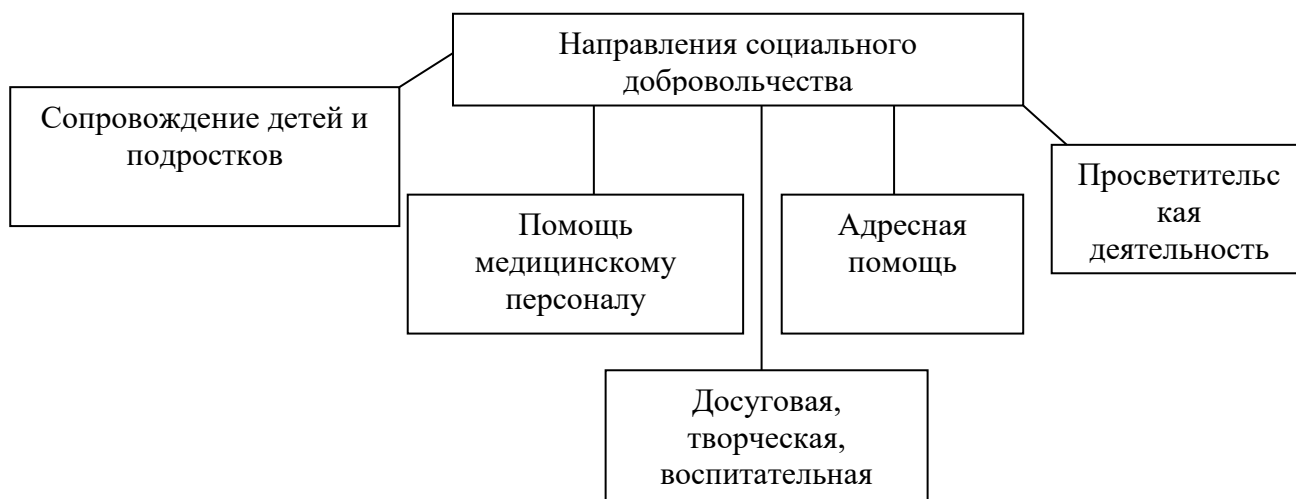 Направления социального
добровольчества
Сопровождение детей и
подростков
Помощь
медицинскому
персоналу
Адресная
помощь
Просветительс
кая
деятельность
Досуговая,
творческая,
воспитательная